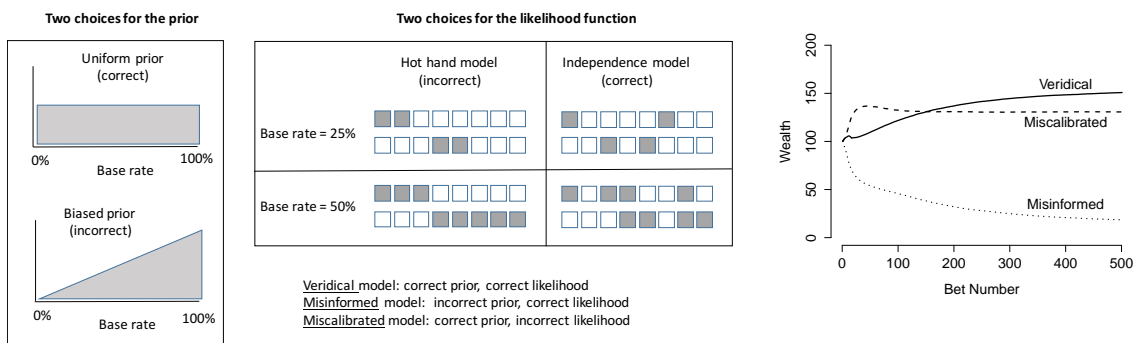 Two choices for the prior
Uniform prior
(correct)
0%
100%
Base rate
Biased prior
(incorrect)
0%
100%
Base rate
Two choices for the likelihood function
Hot hand model
(incorrect)
Independence model
(correct)
Base rate = 25%
Base rate = 50%
Veridical model: correct prior, correct likelihood
Misinformed model: incorrect prior, correct likelihood
Miscalibrated model: correct prior, incorrect likelihood
Wealth
200
150
100
50
0
Veridical
Miscalibrated
Misinformed
0 100 200 300 400 500
Bet Number